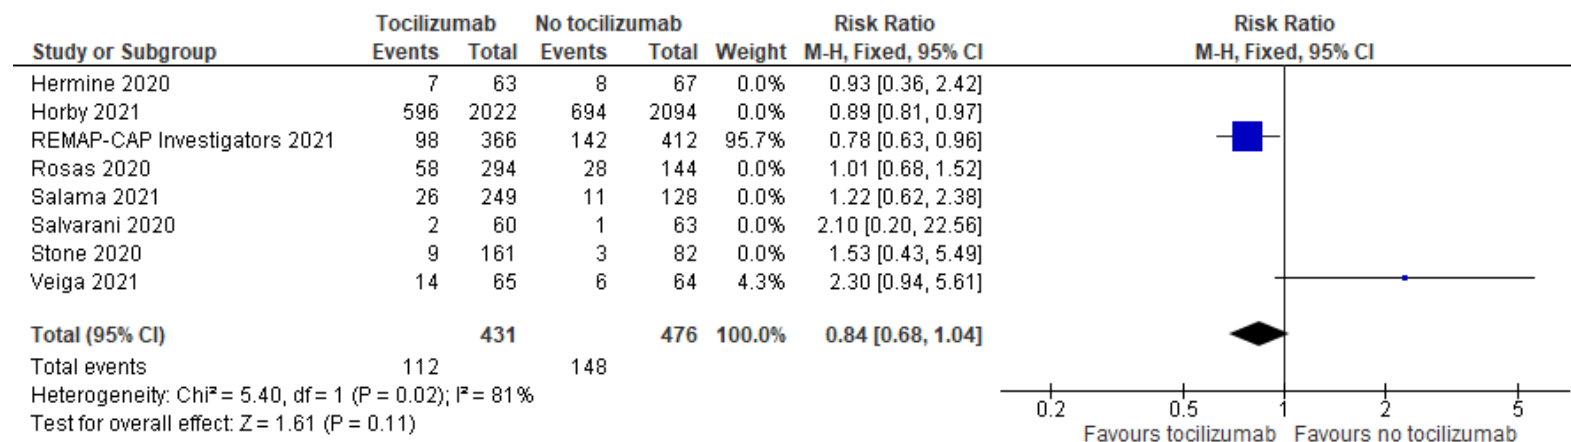 Tocilizumab No tocilizumab Risk Ratio Risk Ratio
Study or Subgroup Events Total Events Total Weight M-H, Fixed, 95% CI M-H, Fixed, 95% CI
Hermine 2020 7 63 8 67 0.0% 0.93 [0.36, 2.42]
Horby 2021 596 2022 694 2094 0.0% 0.89 [0.81, 0.97]
REMAP-CAP Investigators 2021 98 366 142 412 95.7% 0.78 [0.63, 0.96]
Rosas 2020 58 294 28 144 0.0% 1.01 [0.68, 1.52]
Salama 2021 26 249 11 128 0.0% 1.22 [0.62, 2.38]
Salvarani 2020 2 60 1 63 0.0% 2.10 [0.20, 22.56]
Stone 2020 9 161 3 82 0.0% 1.53 [0.43, 5.49]
Veiga 2021 14 65 6 64 4.3% 2.30 [0.94, 5.61]
Total (95% CI) 431 476 100.0% 0.84 [0.68, 1.04]
Total events 112 148
Heterogeneity: Chi² = 5.40, df = 1 (P = 0.02); I² = 81%
Test for overall effect: Z = 1.61 (P = 0.11)
0.2 0.5 1 2 5
Favours tocilizumab Favours no tocilizumab